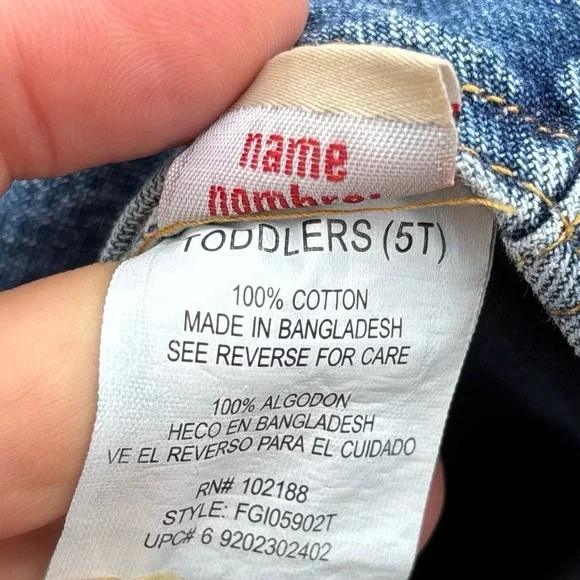 name
nombre:
TODDLERS (5T)
100% COTTON
MADE IN BANGLADESH
SEE REVERSE FOR CARE
100% ALGODON
HECO EN BANGLADESH
VE EL REVERSO PARA EL CUIDADO
RN# 102188
STYLE: FGI05902T
UPC# 6 9202302402